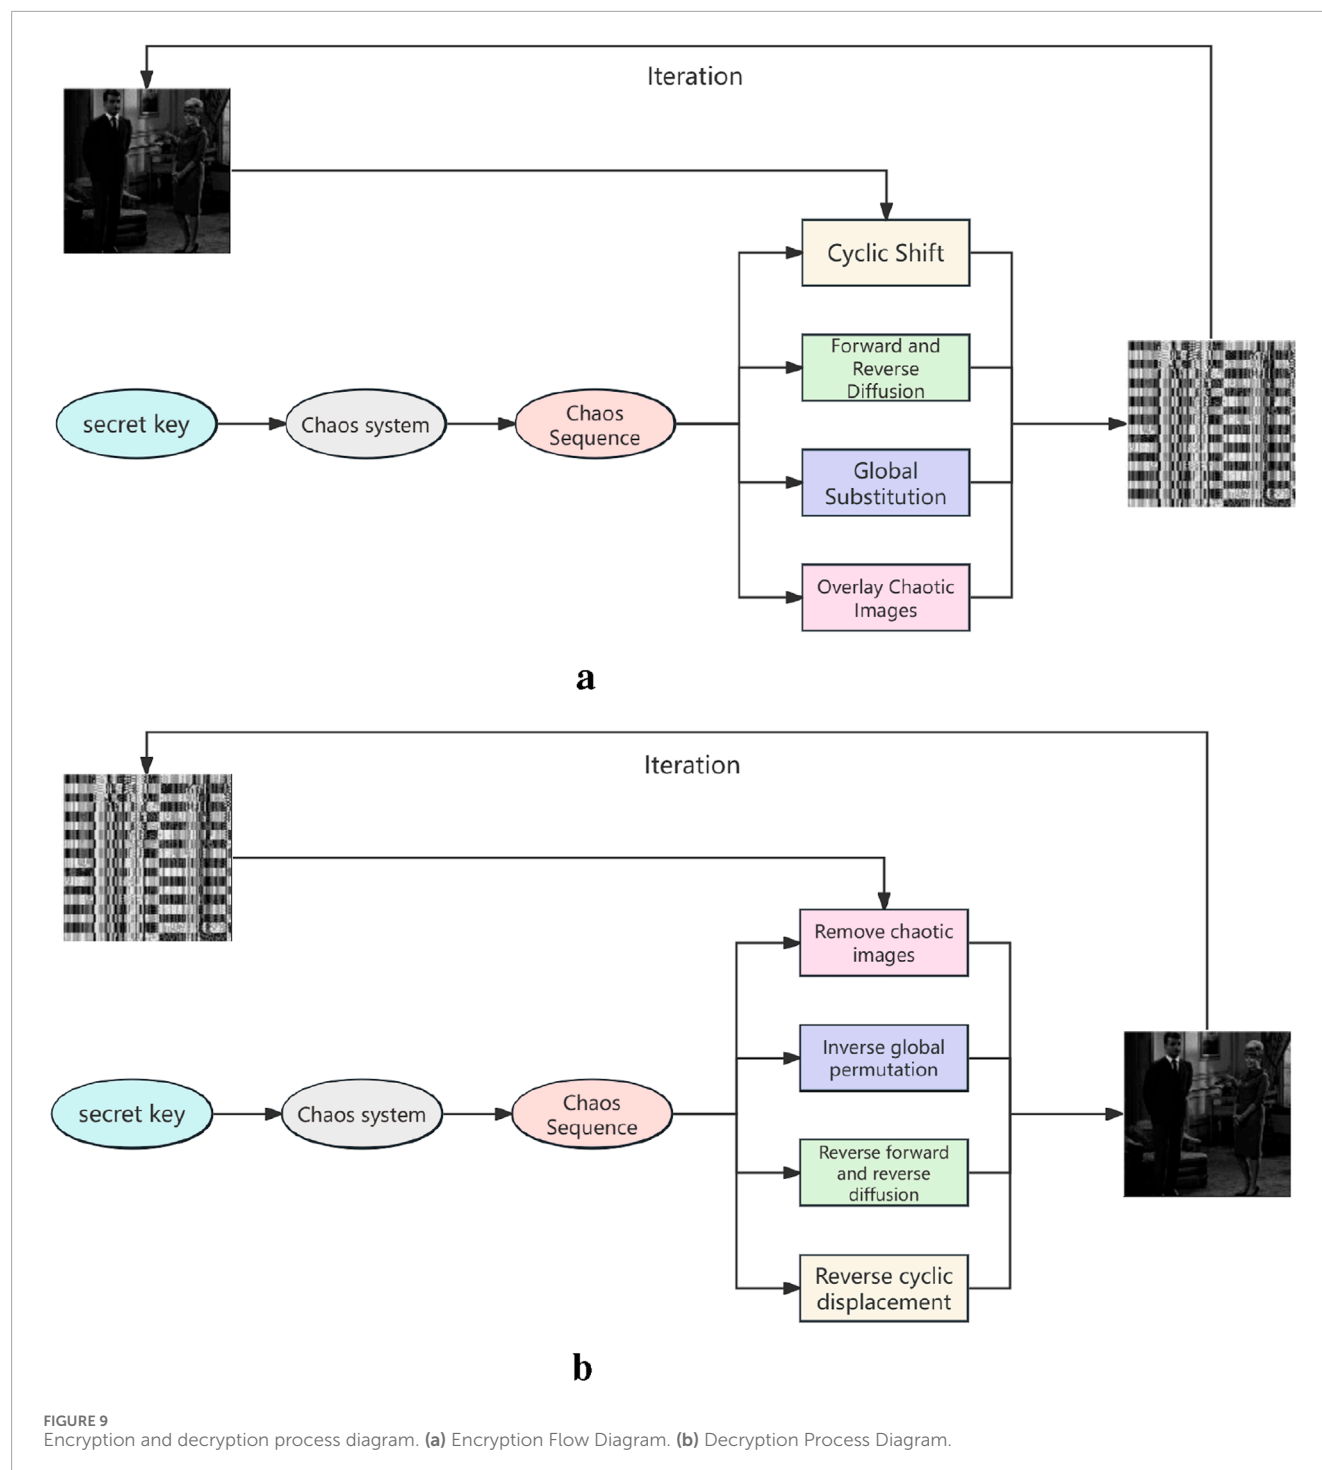 Iteration
Cyclic Shift
Forward and
Reverse
Diffusion
secret key
Chaos system
Chaos
Sequence
Global
Substitution
Overlay Chaotic
Images
a
Iteration
Remove chaotic
images
Inverse global
permutation
secret key
Chaos system
Chaos
Sequence
Reverse forward
and reverse
diffusion
Reverse cyclic
displacement
b
FIGURE 9
Encryption and decryption process diagram. (a) Encryption Flow Diagram. (b) Decryption Process Diagram.